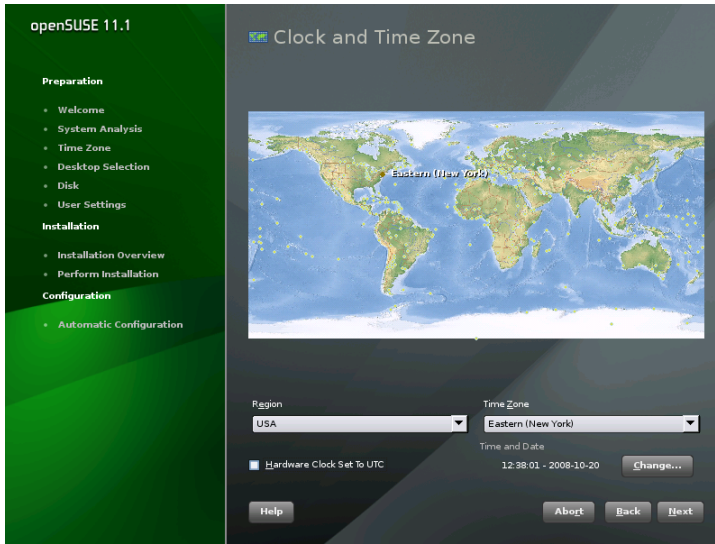 openSUSE 11.1
Clock and Time Zone
Preparation
Welcome
System Analysis
Time Zone
Desktop Selection
Disk
User Settings
Installation
Installation Overview
Perform Installation
Configuration
Automatic Configuration
Eastern (New York)
Region
Time Zone
USA
Eastern (New York)
Time and Date
Hardware Clock Set To UTC
12:38:01 - 2008-10-20
Change...
Help
Abort
Back
Next